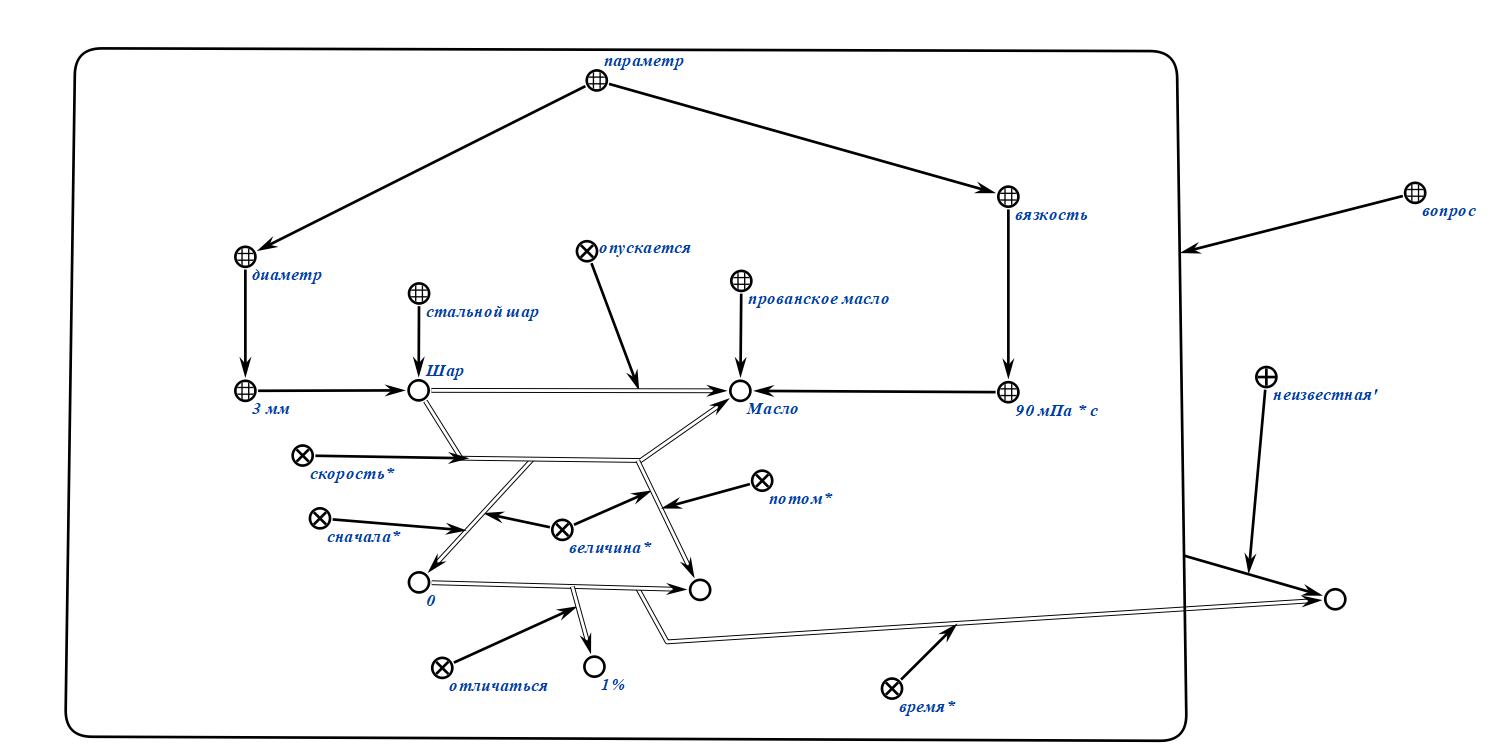 параметр
вязкость
вопрос
опускается
диаметр
прованское масло
стальной шар
Шар
неизвестная'
3 мм
Масло
90 мПа * с
скорость*
потом*
сначала*
величина*
0
отличаться
1%
время*